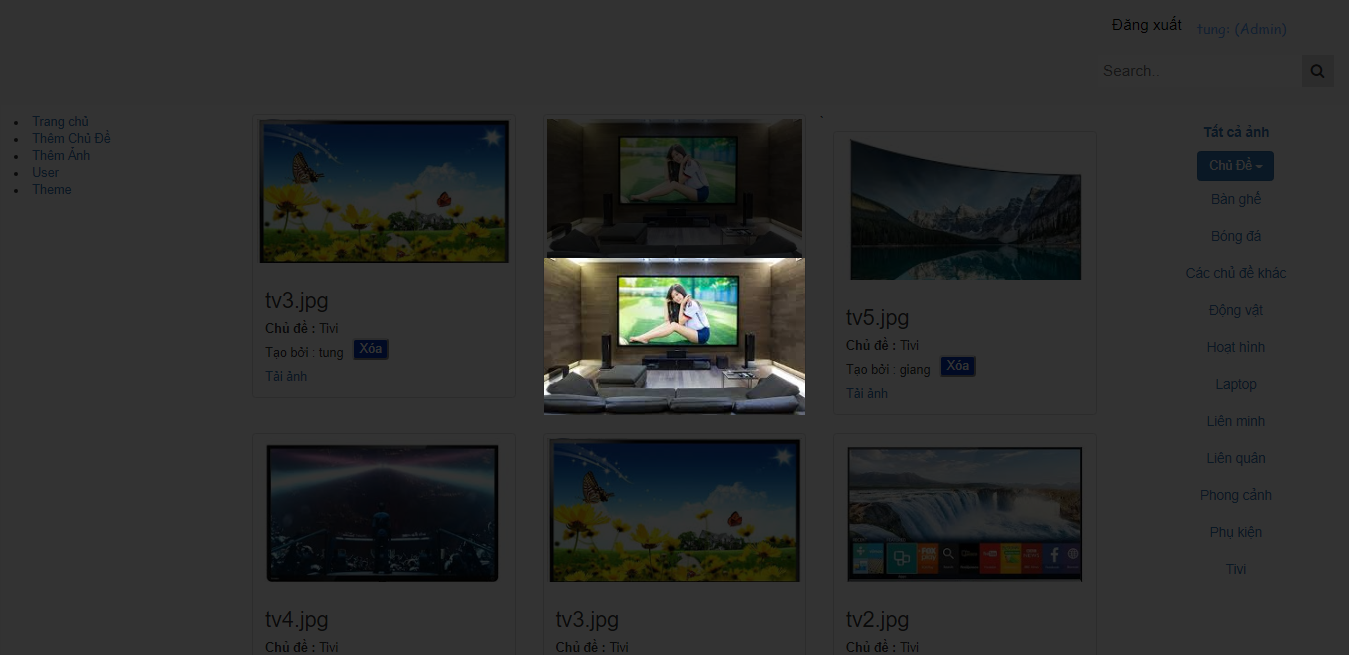 Đăng xuất
tung: (Admin)
Search..
Trang chủ
Thêm Chủ Đề
Thêm Ảnh
User
Theme
tv3.jpg
Chủ đề : Tivi
Tạo bởi : tung Xóa
Tải ảnh
tv5.jpg
Chủ đề : Tivi
Tạo bởi : giang Xóa
Tải ảnh
tv4.jpg
Chủ đề : Tivi
tv3.jpg
Chủ đề : Tivi
tv2.jpg
Chủ đề : Tivi
Tất cả ảnh
Chủ Đề
Bàn ghế
Bóng đá
Các chủ đề khác
Động vật
Hoạt hình
Laptop
Liên minh
Liên quân
Phong cảnh
Phụ kiện
Tivi